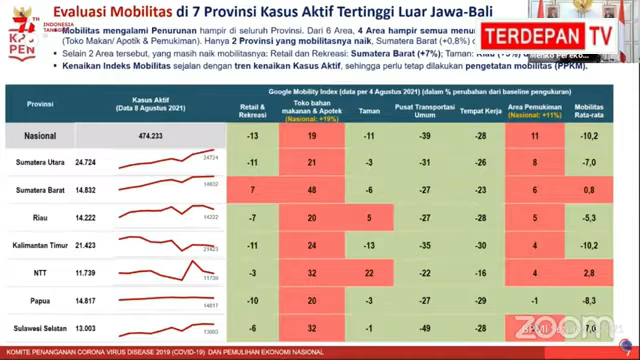 Evaluasi Mobilitas di 7 Provinsi Kasus Aktif Tertinggi Luar Jawa-Bali
INDONESIA
TERDEPAN TV
KPC
PEN
Mobilitas mengalami Penurunan hampir di seluruh Provinsi. Dari 6 Area, 4 Area hampir semua menu
(Toko Makan/ Apotik & Pemukiman). Hanya 2 Provinsi yang mobilitasnya naik, Sumatera Barat (+0,8%)
Selain 2 Area tersebut, yang masih naik mobilitasnya: Retail dan Rekreasi: Sumatera Barat (+7%); Taman:
Kenaikan Indeks Mobilitas sejalan dengan tren kenaikan Kasus Aktif, sehingga perlu tetap dilakukan pengetatan mobilitas (PPKM).
Provinsi
Kasus Aktif
(Data 8 Agustus 2021)
Google Mobility Index (data per 4 Agustus 2021) (dalam % perubahan dari baseline pengukuran)
Retail & Rekreasi
Toko bahan makanan & Apotek (Nasional: +19%)
Taman
Pusat Transportasi Umum
Tempat Kerja
Area Pemukiman (Nasional: +11%)
Mobilitas Rata-rata
Nasional 474.233 -13 19 -11 -39 -28 11 -10,2
Sumatera Utara 24.724 24724 -11 21 -3 -31 -26 8 -7,0
Sumatera Barat 14.832 14832 7 48 -6 -27 -23 6 0,8
Riau 14.222 14222 -7 20 5 -27 -28 5 -5,3
Kalimantan Timur 21.423 21423 -11 24 -13 -35 -30 4 -10,2
NTT 11.739 11739 -3 32 22 -22 -16 4 2,8
Papua 14.817 14817 -10 20 -3 -27 -29 -1 -8,3
Sulawesi Selatan 13.003 13003 -6 32 -1 -49 -28 -7,0
zoom
KOMITE PENANGANAN CORONA VIRUS DISEASE 2019 (COVID-19) DAN PEMULIHAN EKONOMI NASIONAL